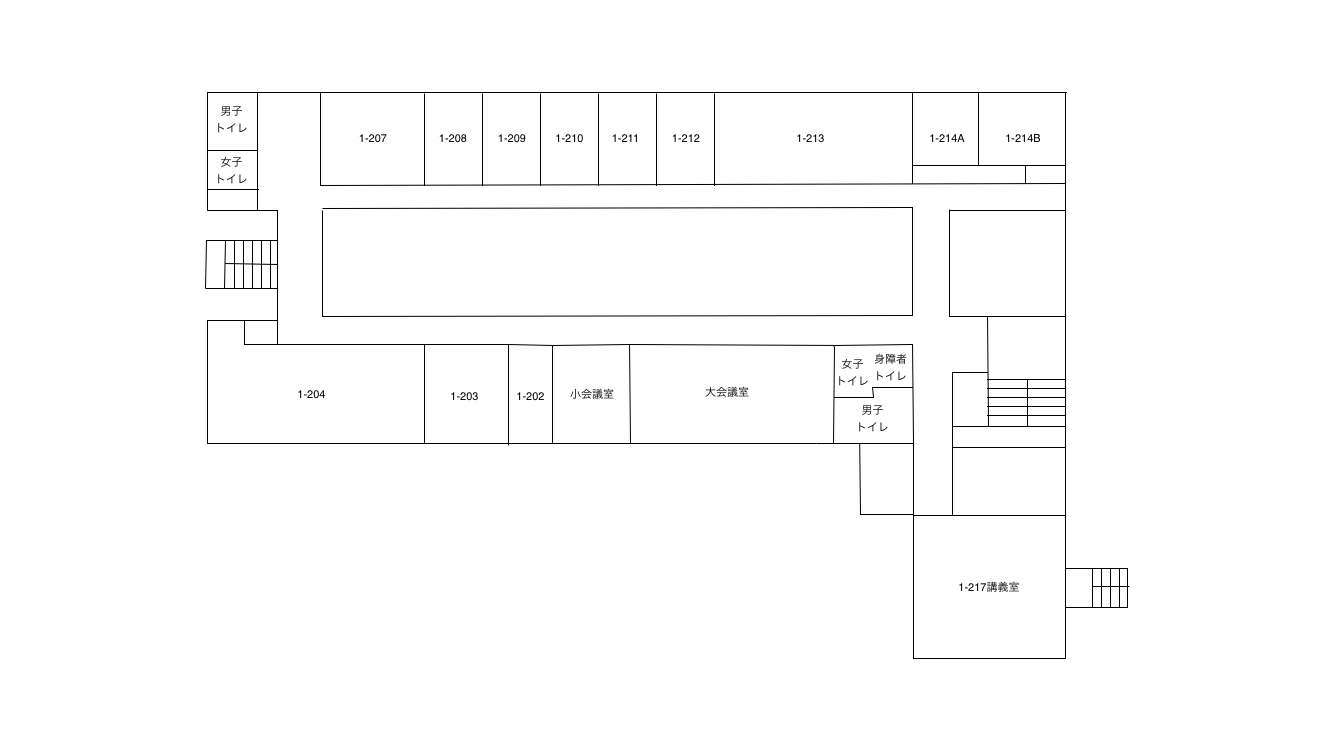 男子
トイレ
女子
トイレ
1-207
1-208
1-209
1-210
1-211
1-212
1-213
1-214A
1-214B
1-204
1-203
1-202
小会議室
大会議室
女子
トイレ
身障者
トイレ
男子
トイレ
1-217講義室